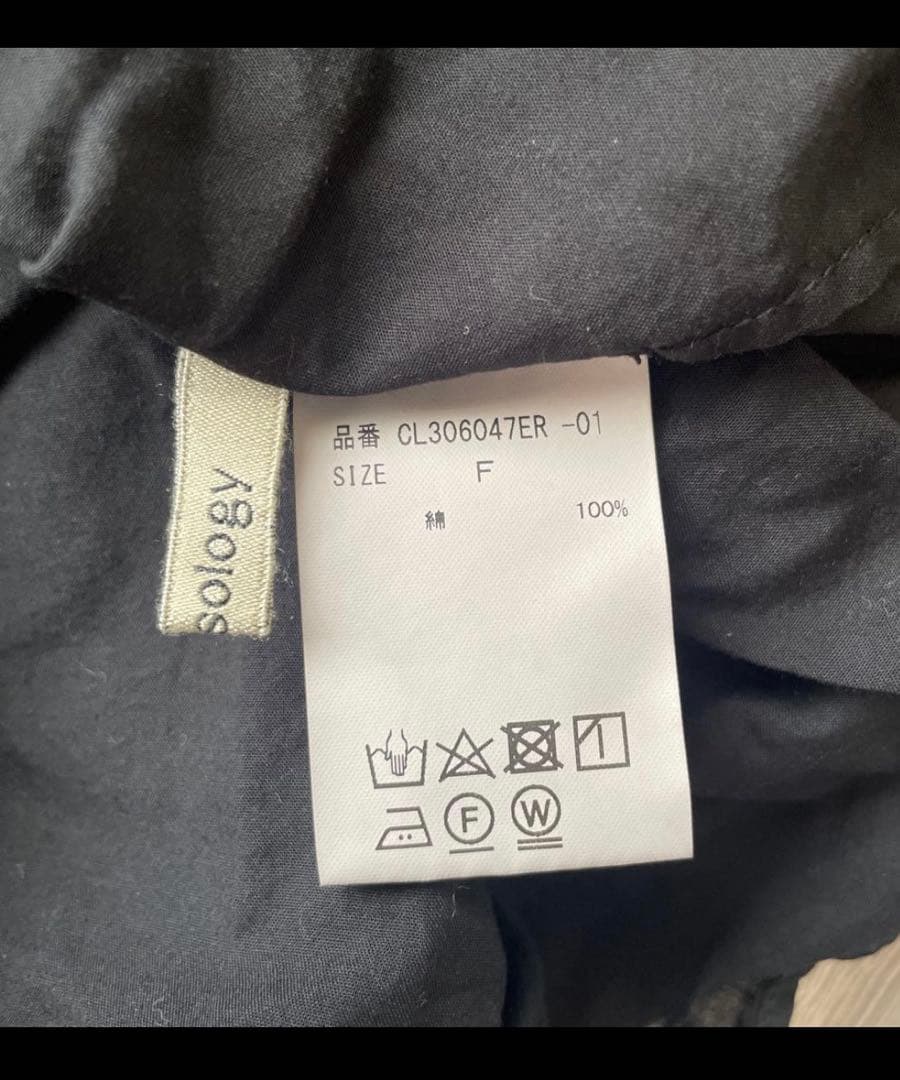 sology
品番 CL306047ER -01
SIZE F
綿 100%
F W